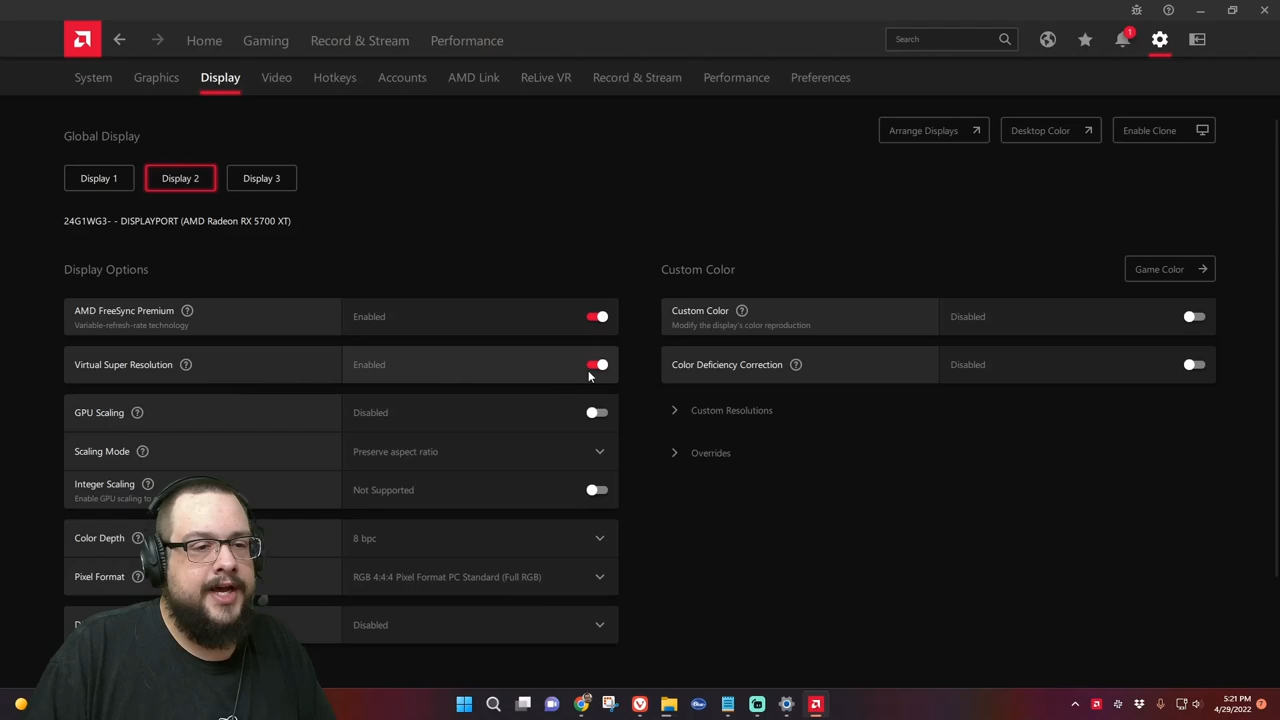 Home
Gaming
Record & Stream
Performance
Search
1
System
Graphics
Display
Video
Hotkeys
Accounts
AMD Link
ReLive VR
Record & Stream
Performance
Preferences
Global Display
Arrange Displays
Desktop Color
Enable Clone
Display 1
Display 2
Display 3
24G1WG3- - DISPLAYPORT (AMD Radeon RX 5700 XT)
Display Options
AMD FreeSync Premium
Variable-refresh-rate technology
Enabled
Virtual Super Resolution
Enabled
GPU Scaling
Disabled
Scaling Mode
Preserve aspect ratio
Integer Scaling
Enable GPU scaling to
Not Supported
Color Depth
8 bpc
Pixel Format
RGB 4:4:4 Pixel Format PC Standard (Full RGB)
Disabled
Custom Color
Game Color
Custom Color
Modify the display's color reproduction
Disabled
Color Deficiency Correction
Disabled
Custom Resolutions
Overrides
5:21 PM
4/29/2022